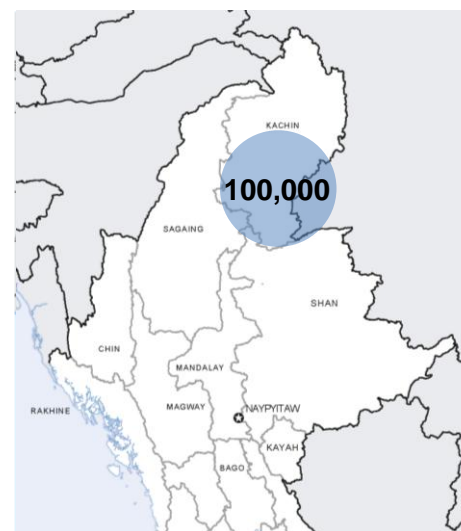 KACHIN
100,000
SAGAING
SHAN
CHIN
MANDALAY
RAKHINE
MAGWAY
NAYPYITAW
KAYAH
BAGO